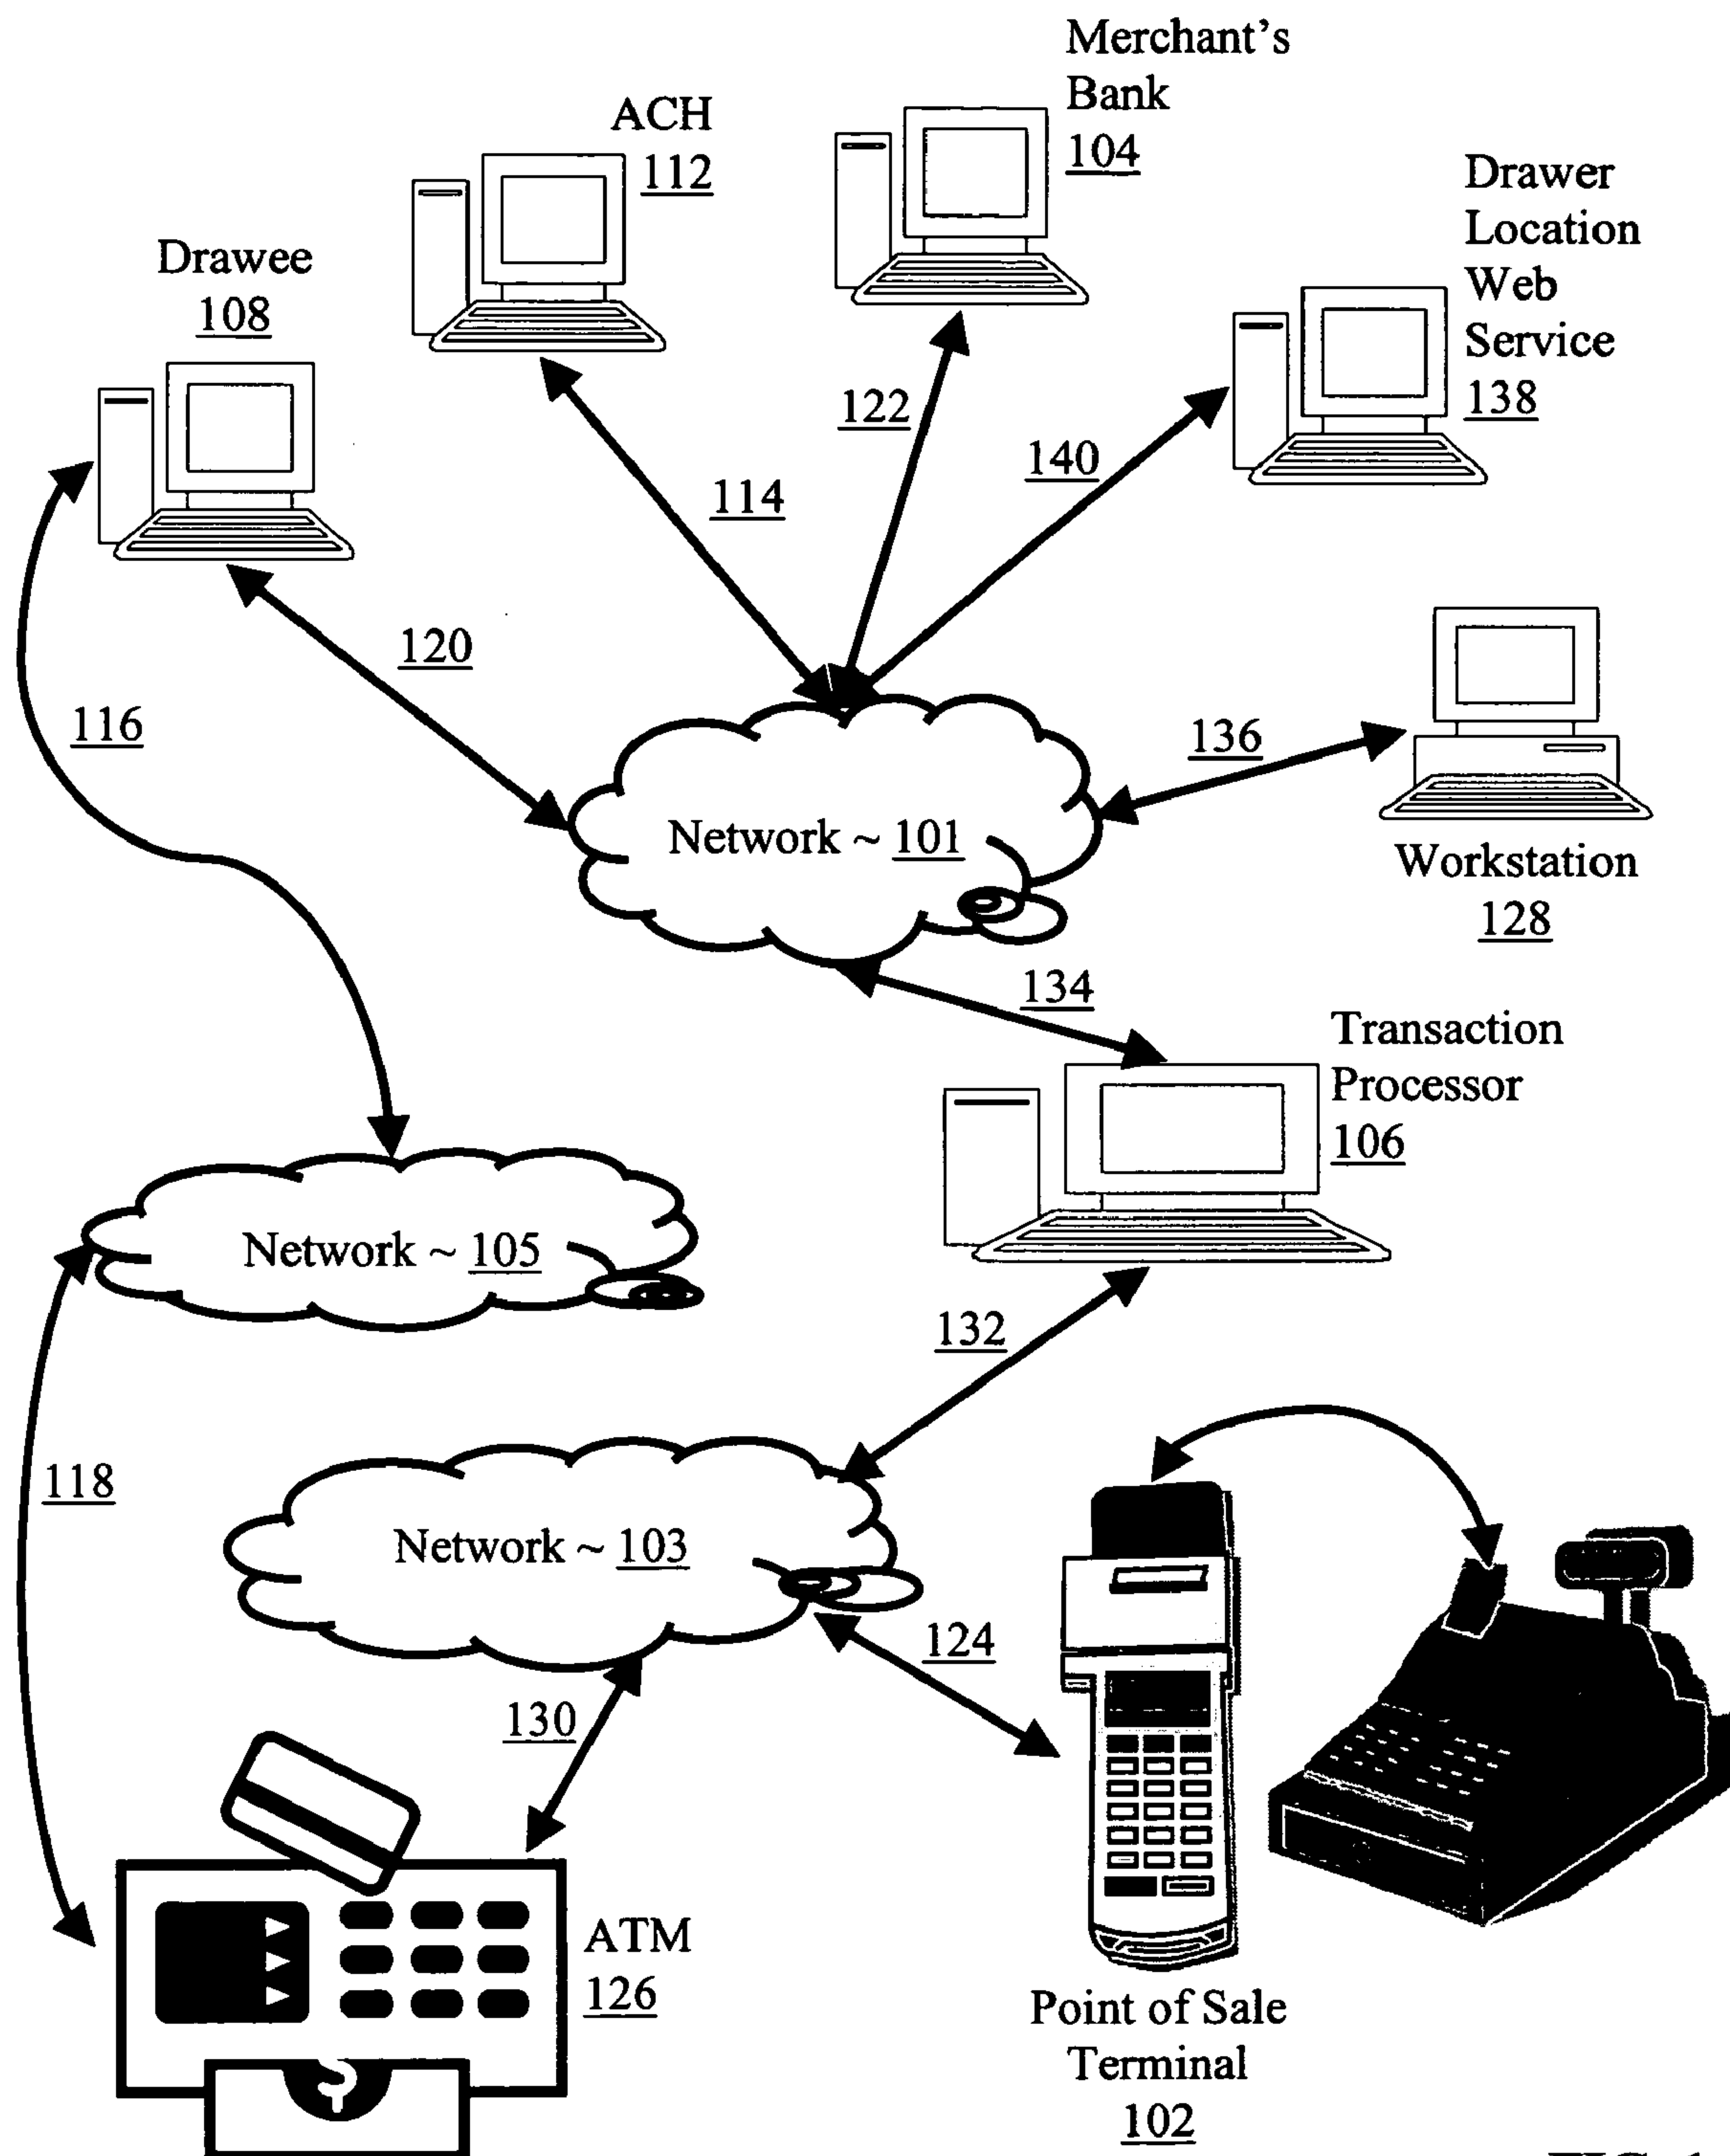 Merchant's
Bank
104
ACH
112
Drawer
Location
Web
Service
138
Drawee
108
122
140
114
120
116
136
Network ~ 101
Workstation
128
134
Transaction
Processor
106
Network ~ 105
132
118
Network ~ 103
124
130
ATM
126
$
Point of Sale
Terminal
102